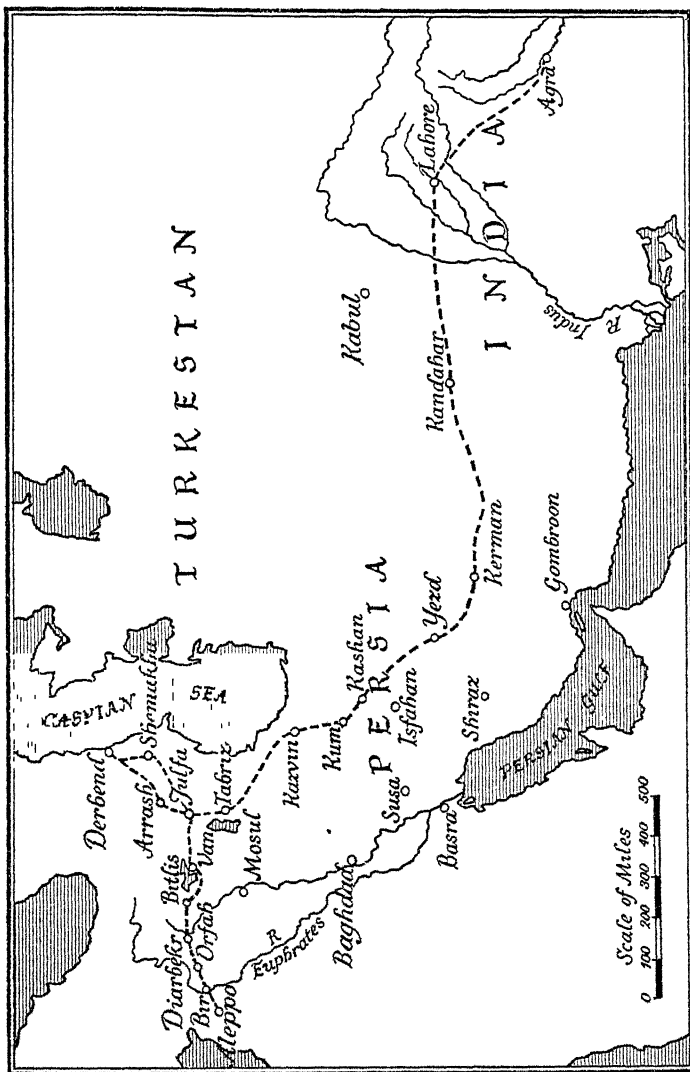 TURKESTAN
CASPIAN
SEA
Derbend
Shemakha
Arrash
Julfa
Tabriz
Van
Bitlis
Diarbekr
Orfah
Bir
Aleppo
Mosul
R Euphrates
Baghdad
Susa
Basra
Kazvin
Kum
Kashan
PERSIA
Isfahan
Yezd
Shiraz
Kerman
Gombroon
PERSIAN GULF
Kandahar
Kabul
Lahore
Agra
INDIA
R Indus
Scale of Miles
0 100 200 300 400 500